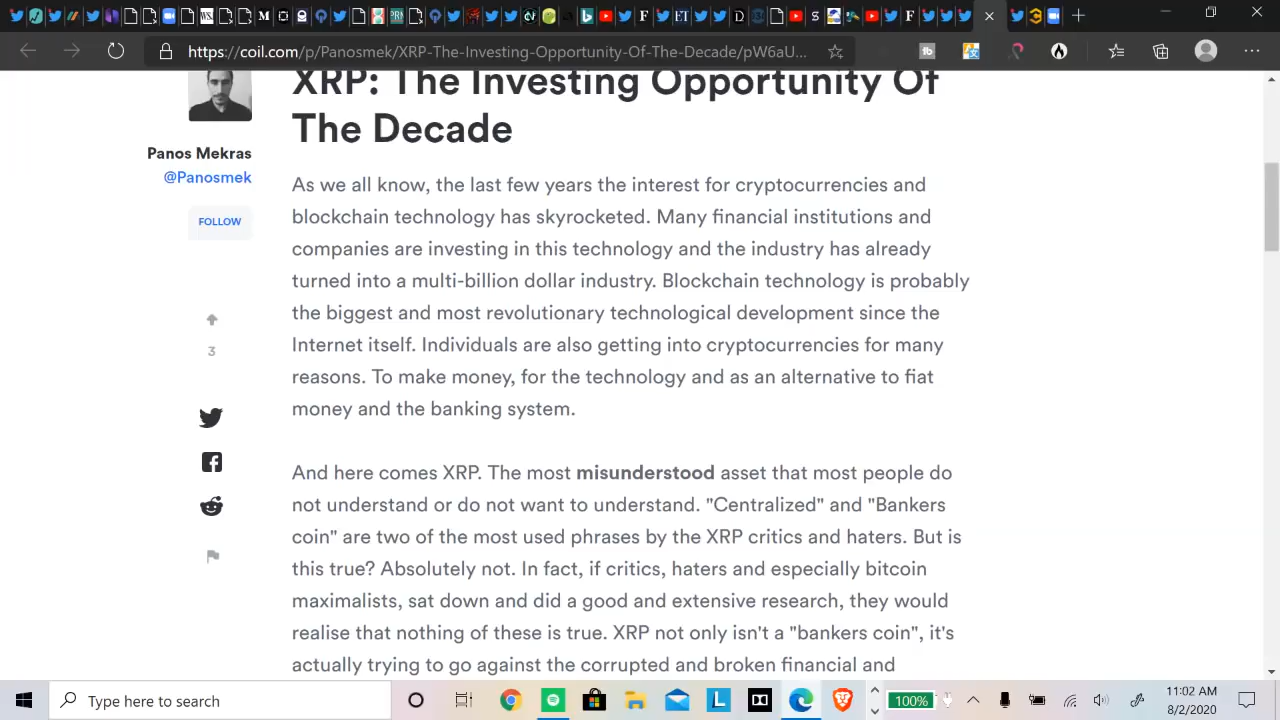 https://coil.com/p/Panosmek/XRP-The-Investing-Opportunity-Of-The-Decade/pW6aU...
XRP: The Investing Opportunity Of
The Decade
Panos Mekras
@Panosmek
FOLLOW
3
As we all know, the last few years the interest for cryptocurrencies and
blockchain technology has skyrocketed. Many financial institutions and
companies are investing in this technology and the industry has already
turned into a multi-billion dollar industry. Blockchain technology is probably
the biggest and most revolutionary technological development since the
Internet itself. Individuals are also getting into cryptocurrencies for many
reasons. To make money, for the technology and as an alternative to fiat
money and the banking system.
And here comes XRP. The most misunderstood asset that most people do
not understand or do not want to understand. "Centralized" and "Bankers
coin" are two of the most used phrases by the XRP critics and haters. But is
this true? Absolutely not. In fact, if critics, haters and especially bitcoin
maximalists, sat down and did a good and extensive research, they would
realise that nothing of these is true. XRP not only isn't a "bankers coin", it's
actually trying to go against the corrupted and broken financial and
Type here to search
100%
11:02 AM
8/2/2020